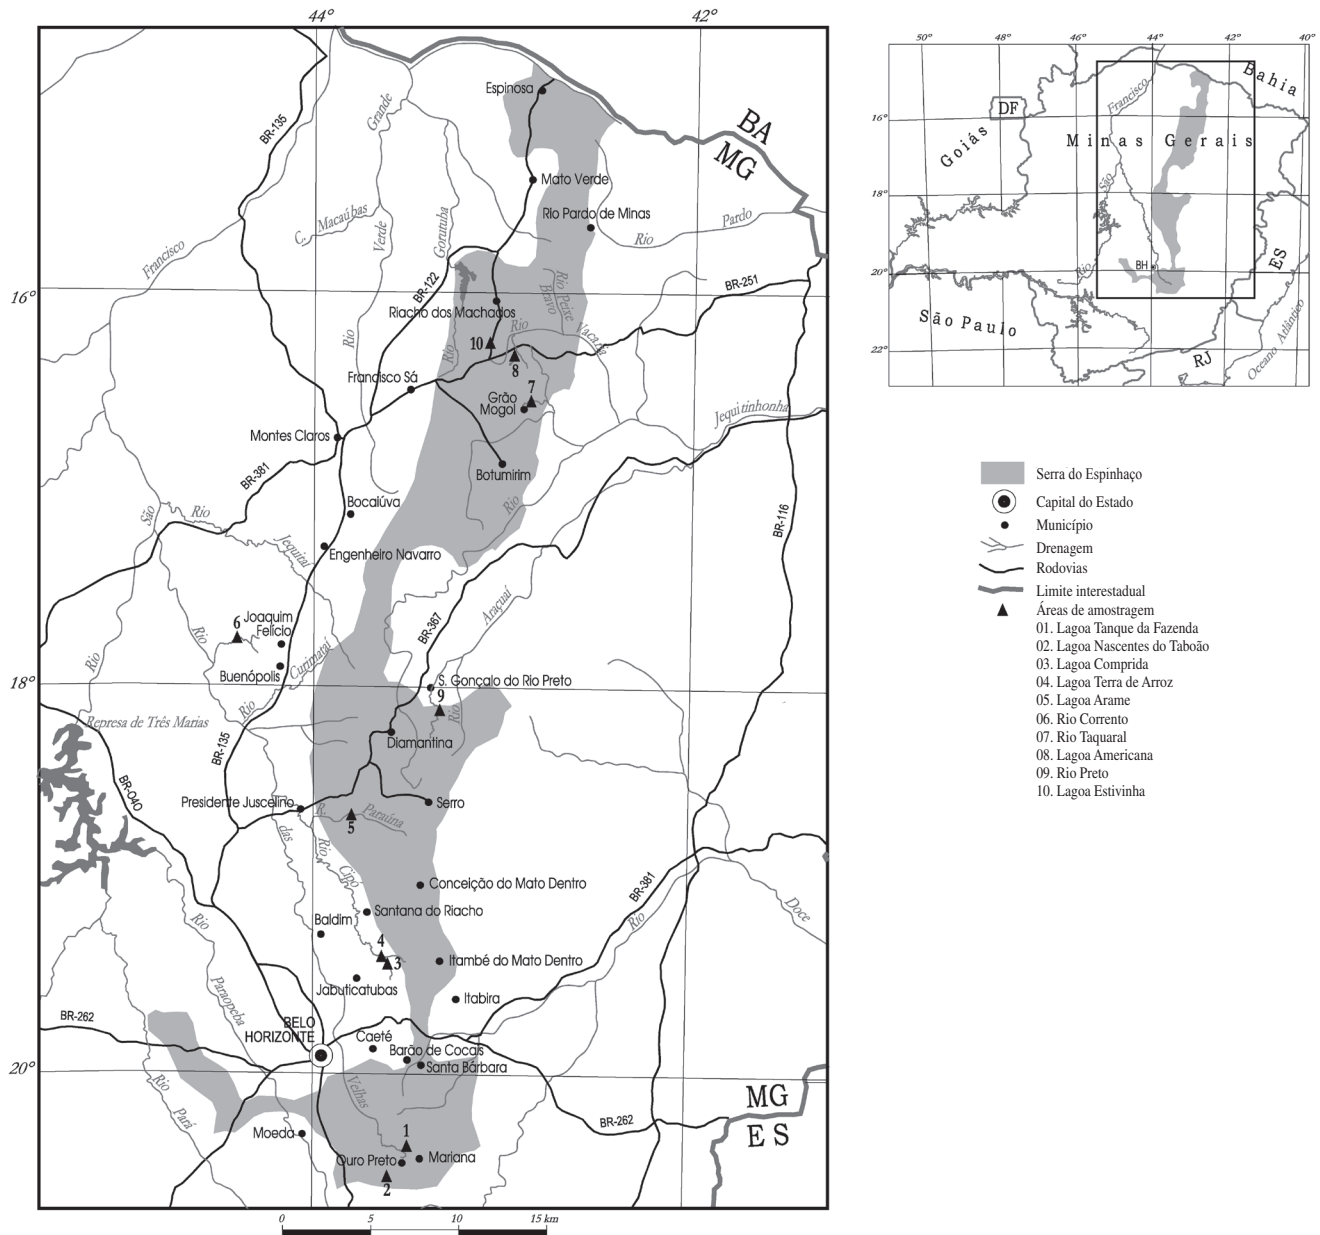 44°
42°
Espinosa
BR-135
Grande
BA
MG
Mato Verde
Rio Pardo de Minas
C. Macaúbas
Verde
Gorutuba
Rio
Pardo
Francisco
BR-122
16°
BR-251
Rio Peixe
Bravo
Riacho dos Machados
Rio
Vacaria
Rio
Rio
10
8
Francisco Sá
7
Grão
Mogol
Jequitinhonha
Montes Claros
BR-381
Botumirim
Bocaiúva
Rio
São
Rio
BR-116
Engenheiro Navarro
Jequitaí
Araçuaí
BR-367
6
Joaquim
Felício
Rio
Rio
Curimataí
Buenópolis
18°
S. Gonçalo do Rio Preto
9
Rio
Rio
Represa de Três Marias
Diamantina
BR-135
BR-040
Presidente Juscelino
R. Paraúna
5
Serro
das
Rio
Cipó
Conceição do Mato Dentro
BR-381
Santana do Riacho
Rio
Doce
Rio
Baldim
4
3
Itambé do Mato Dentro
Jabuticatubas
Paraopeba
Itabira
BR-262
BELO
HORIZONTE
Caeté
Barão de Cocais
Santa Bárbara
20°
Rio
Pará
Velhas
MG
ES
BR-262
Moeda
1
Ouro Preto
Mariana
2
0 5 10 15 km
50° 48° 46° 44° 42° 40°
Bahia
DF
Francisco
16°
Goiás
Minas Gerais
São
18°
BH
Rio
20°
ES
São Paulo
Oceano Atlântico
22°
RJ
Serra do Espinhaço
Capital do Estado
Município
Drenagem
Rodovias
Limite interestadual
Áreas de amostragem
01. Lagoa Tanque da Fazenda
02. Lagoa Nascentes do Taboão
03. Lagoa Comprida
04. Lagoa Terra de Arroz
05. Lagoa Arame
06. Rio Corrento
07. Rio Taquaral
08. Lagoa Americana
09. Rio Preto
10. Lagoa Estivinha